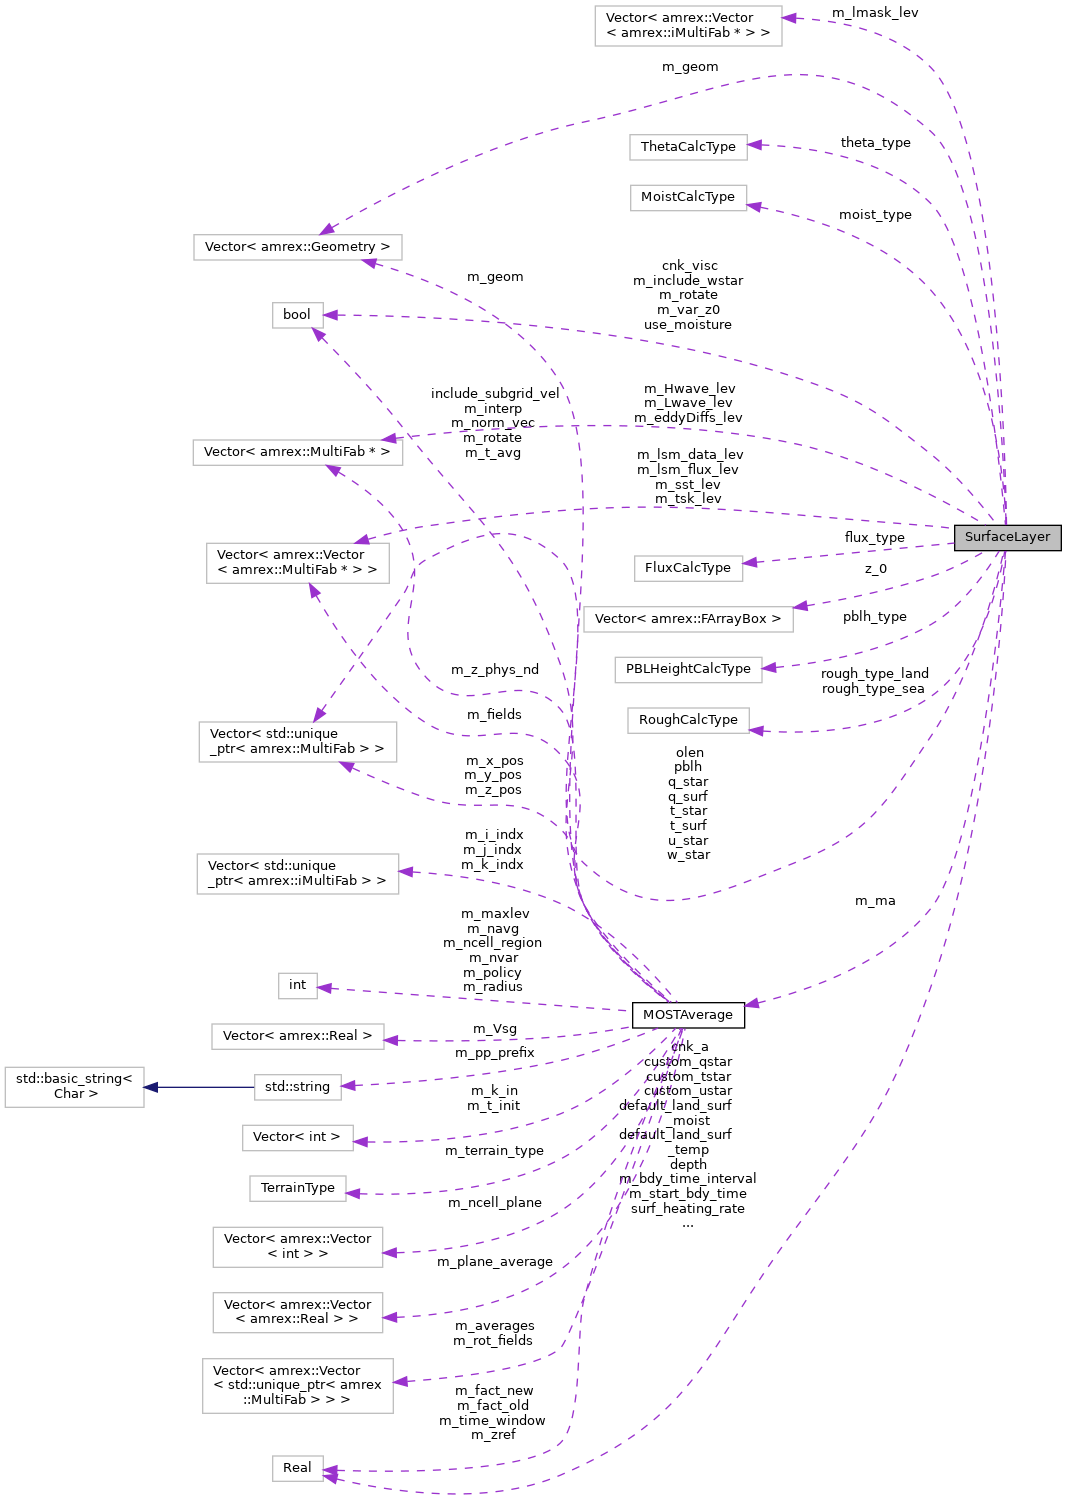 m_lmask_lev
Vector< amrex::Vector
< amrex::iMultiFab * > >
m_geom
theta_type
ThetaCalcType
MoistCalcType
moist_type
Vector< amrex::Geometry >
m_geom
cnk_visc
m_include_wstar
m_rotate
m_var_z0
use_moisture
bool
include_subgrid_vel
m_interp
m_norm_vec
m_rotate
m_t_avg
m_Hwave_lev
m_Lwave_lev
m_eddyDiffs_lev
Vector< amrex::MultiFab * >
m_lsm_data_lev
m_lsm_flux_lev
m_sst_lev
m_tsk_lev
SurfaceLayer
Vector< amrex::Vector
< amrex::MultiFab * > >
flux_type
FluxCalcType
z_0
Vector< amrex::FArrayBox >
pblh_type
PBLHeightCalcType
m_z_phys_nd
rough_type_land
rough_type_sea
m_fields
RoughCalcType
Vector< std::unique
_ptr< amrex::MultiFab > >
m_x_pos
m_y_pos
m_z_pos
olen
pblh
q_star
q_surf
t_star
t_surf
u_star
w_star
m_i_indx
m_j_indx
m_k_indx
Vector< std::unique
_ptr< amrex::iMultiFab > >
m_ma
m_maxlev
m_navg
m_ncell_region
m_nvar
m_policy
m_radius
int
MOSTAverage
Vector< amrex::Real >
m_Vsg
m_pp_prefix
std::basic_string<
Char >
std::string
m_k_in
m_t_init
Vector< int >
m_terrain_type
TerrainType
m_ncell_plane
cnk_a
custom_qstar
custom_tstar
custom_ustar
default_land_surf
_moist
default_land_surf
_temp
depth
m_bdy_time_interval
m_start_bdy_time
surf_heating_rate
...
Vector< amrex::Vector
< int > >
m_plane_average
Vector< amrex::Vector
< amrex::Real > >
m_averages
m_rot_fields
Vector< amrex::Vector
< std::unique_ptr< amrex
::MultiFab > > >
m_fact_new
m_fact_old
m_time_window
m_zref
Real